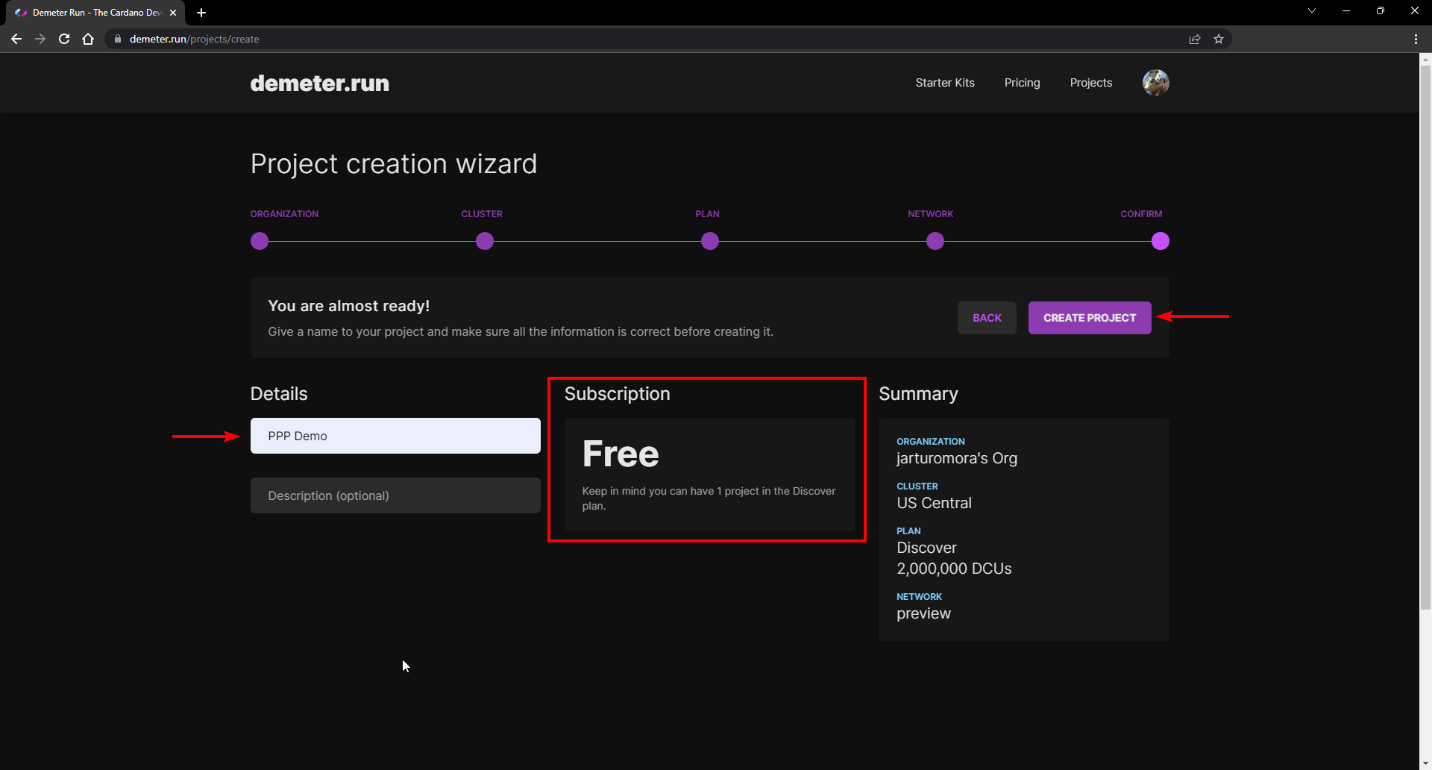 Demeter Run - The Cardano Dev
demeter.run/projects/create
demeter.run
Starter Kits
Pricing
Projects
Project creation wizard
ORGANIZATION
CLUSTER
PLAN
NETWORK
CONFIRM
You are almost ready!
Give a name to your project and make sure all the information is correct before creating it.
BACK
CREATE PROJECT
Details
PPP Demo
Description (optional)
Subscription
Free
Keep in mind you can have 1 project in the Discover
plan.
Summary
ORGANIZATION
jarturomora's Org
CLUSTER
US Central
PLAN
Discover
2,000,000 DCUs
NETWORK
preview